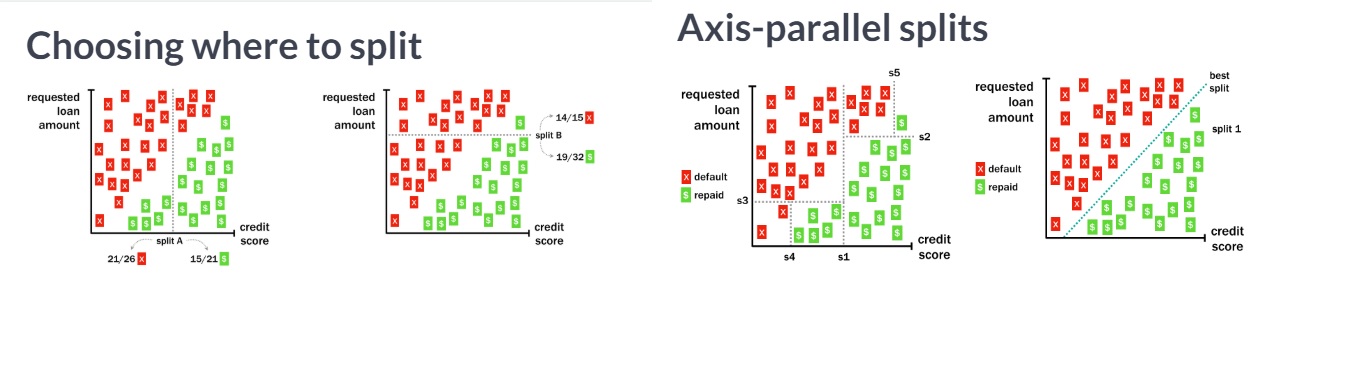 Choosing where to split
requested
loan
amount
credit
score
split A
21/26 x
15/21 $
requested
loan
amount
14/15 x
split B
19/32 $
credit
score
Axis-parallel splits
requested
loan
amount
x default
$ repaid
s5
s2
s3
s4
s1
credit
score
requested
loan
amount
x default
$ repaid
best
split
split 1
credit
score